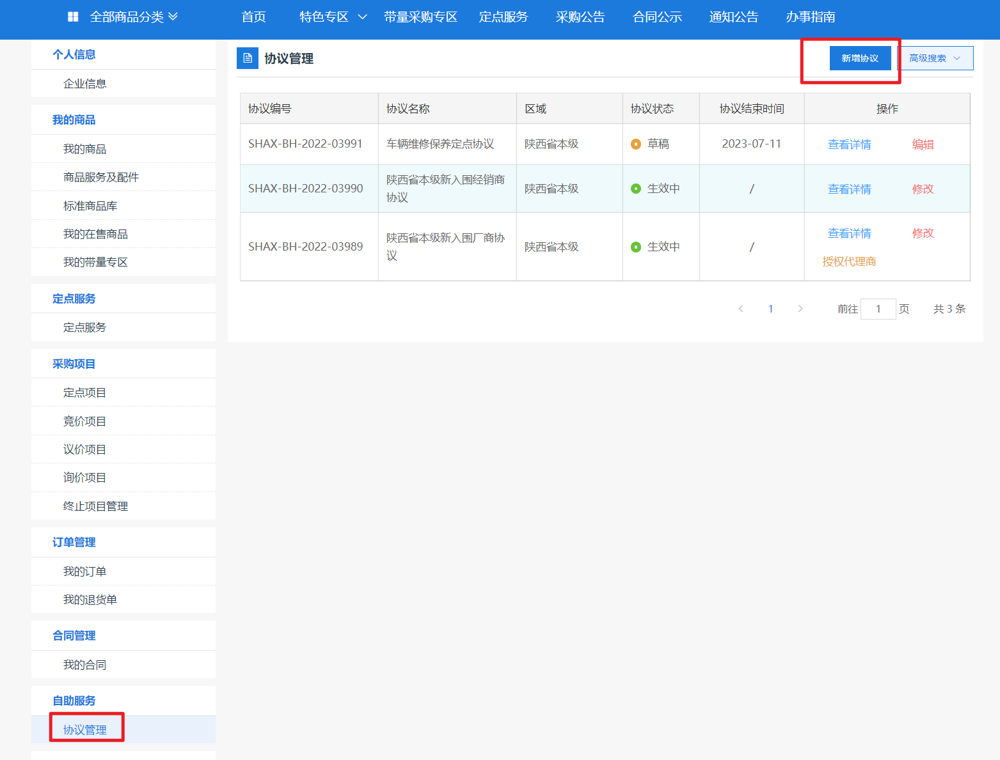 全部商品分类 首页 特色专区 带量采购专区 定点服务 采购公告 合同公示 通知公告 办事指南
个人信息
企业信息
我的商品
我的商品
商品服务及配件
标准商品库
我的在售商品
我的带量专区
定点服务
定点服务
采购项目
定点项目
竞价项目
议价项目
询价项目
终止项目管理
订单管理
我的订单
我的退货单
合同管理
我的合同
自助服务
协议管理
协议管理 新增协议 高级搜索
协议编号 协议名称 区域 协议状态 协议结束时间 操作
SHAX-BH-2022-03991 车辆维修保养定点协议 陕西省本级 草稿 2023-07-11 查看详情 编辑
陕西省本级新入围经销商
SHAX-BH-2022-03990 陕西省本级 生效中 / 查看详情 修改
协议
查看详情 修改
陕西省本级新入围厂商协
SHAX-BH-2022-03989 陕西省本级 生效中 /
议
授权代理商
1 前往 1 页 共 3 条